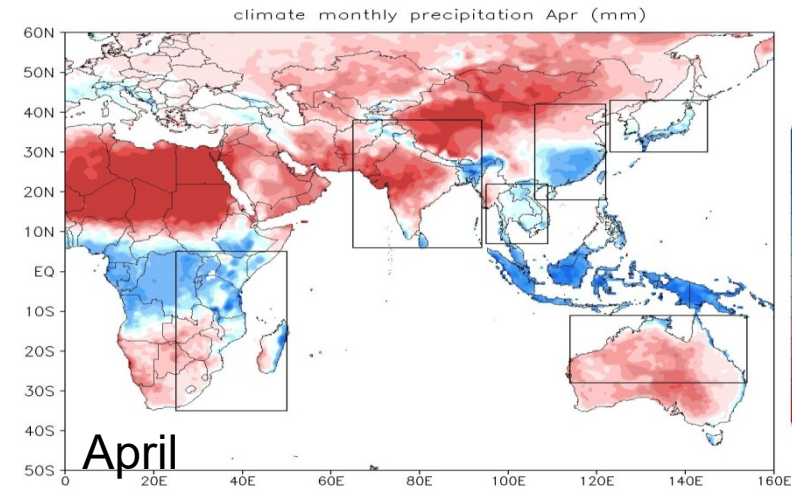 climate monthly precipitation Apr (mm)
60N
50N
40N
30N
20N
10N
EQ
10S
20S
30S
40S
50S
April
0 20E 40E 60E 80E 100E 120E 140E 160E